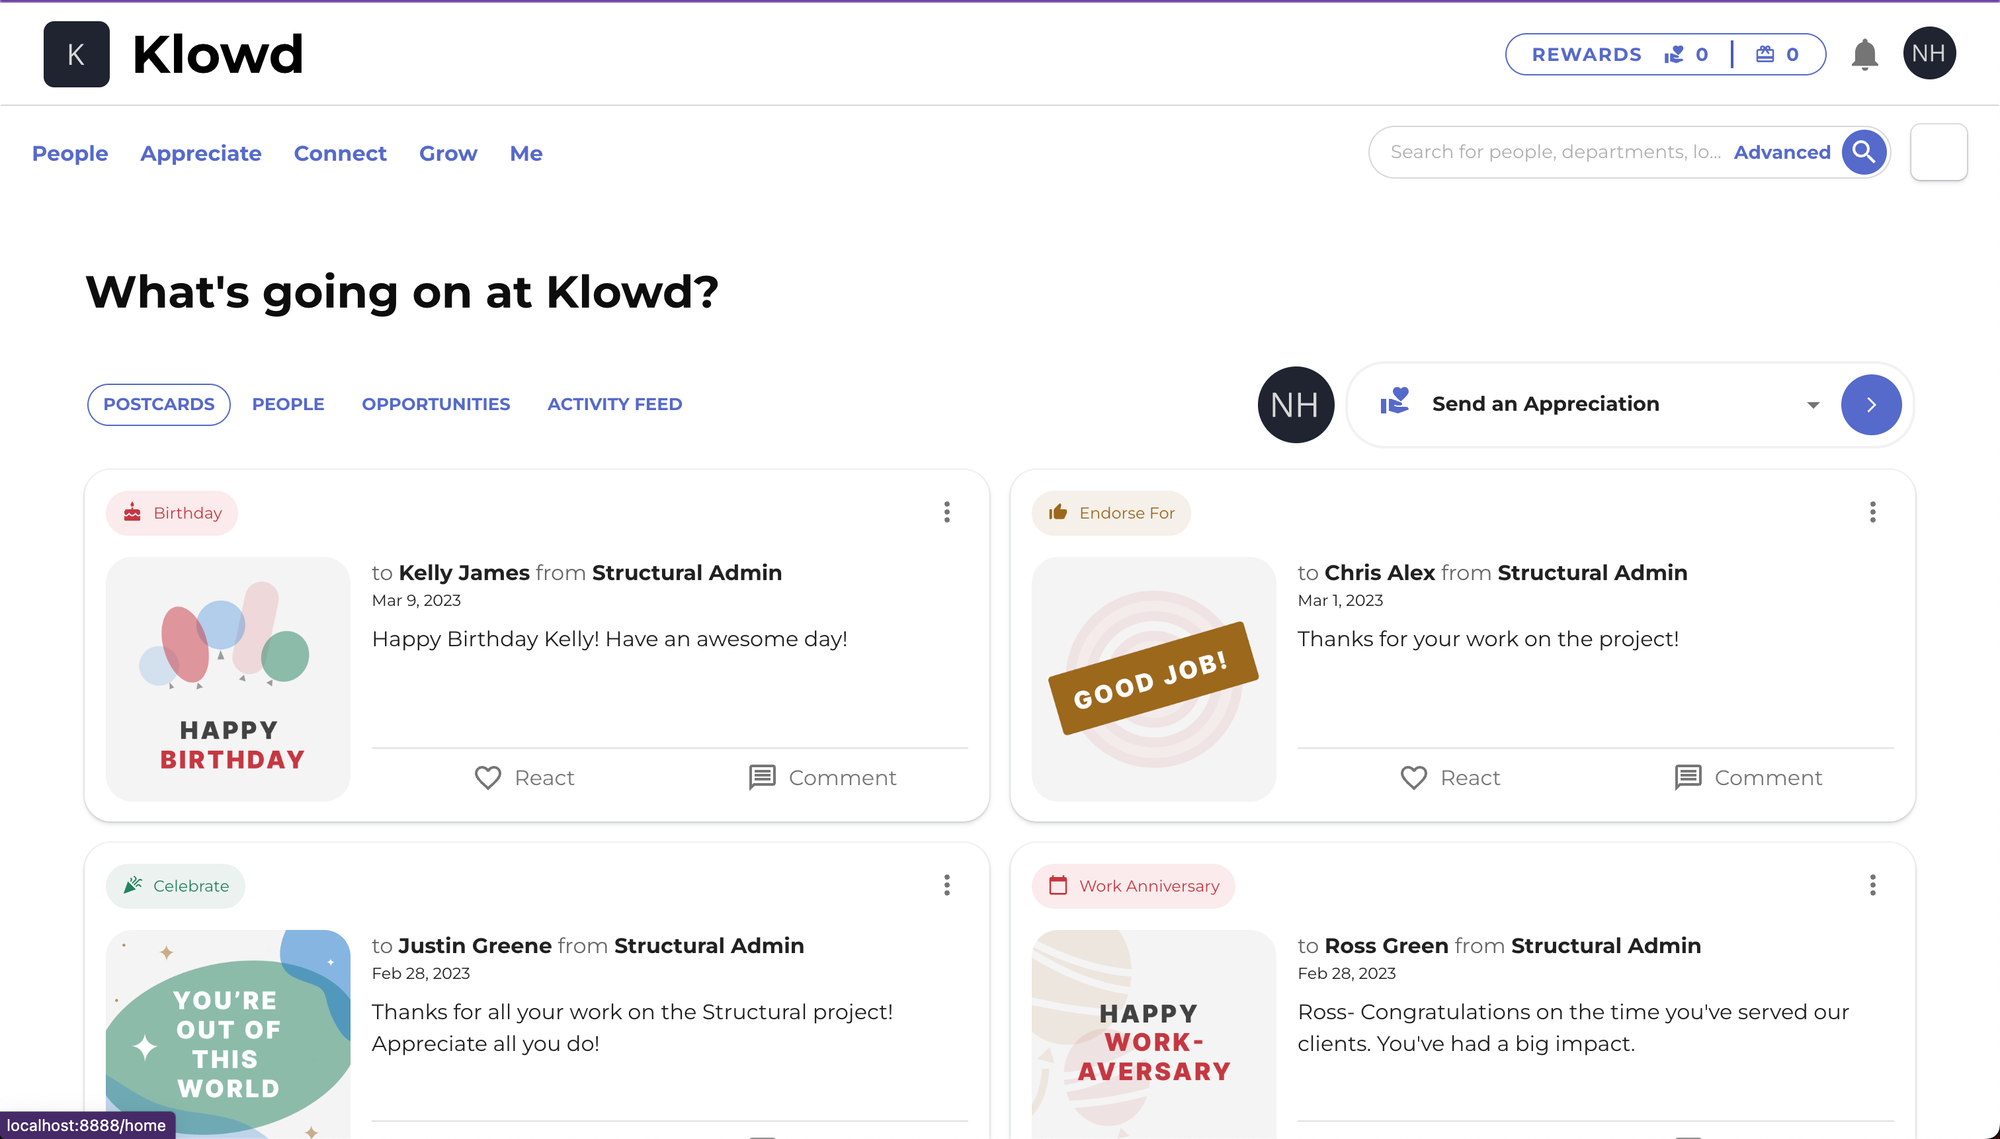 K Klowd
REWARDS 0 | 0 NH
People Appreciate Connect Grow Me
Search for people, departments, lo... Advanced
What's going on at Klowd?
POSTCARDS PEOPLE OPPORTUNITIES ACTIVITY FEED
NH Send an Appreciation
Birthday
to Kelly James from Structural Admin
Mar 9, 2023
Happy Birthday Kelly! Have an awesome day!
HAPPY
BIRTHDAY
React Comment
Endorse For
to Chris Alex from Structural Admin
Mar 1, 2023
Thanks for your work on the project!
GOOD JOB!
React Comment
Celebrate
to Justin Greene from Structural Admin
Feb 28, 2023
Thanks for all your work on the Structural project!
Appreciate all you do!
YOU'RE
OUT OF
THIS
WORLD
Work Anniversary
to Ross Green from Structural Admin
Feb 28, 2023
Ross- Congratulations on the time you've served our
clients. You've had a big impact.
HAPPY
WORK-
AVERSARY
localhost:8888/home